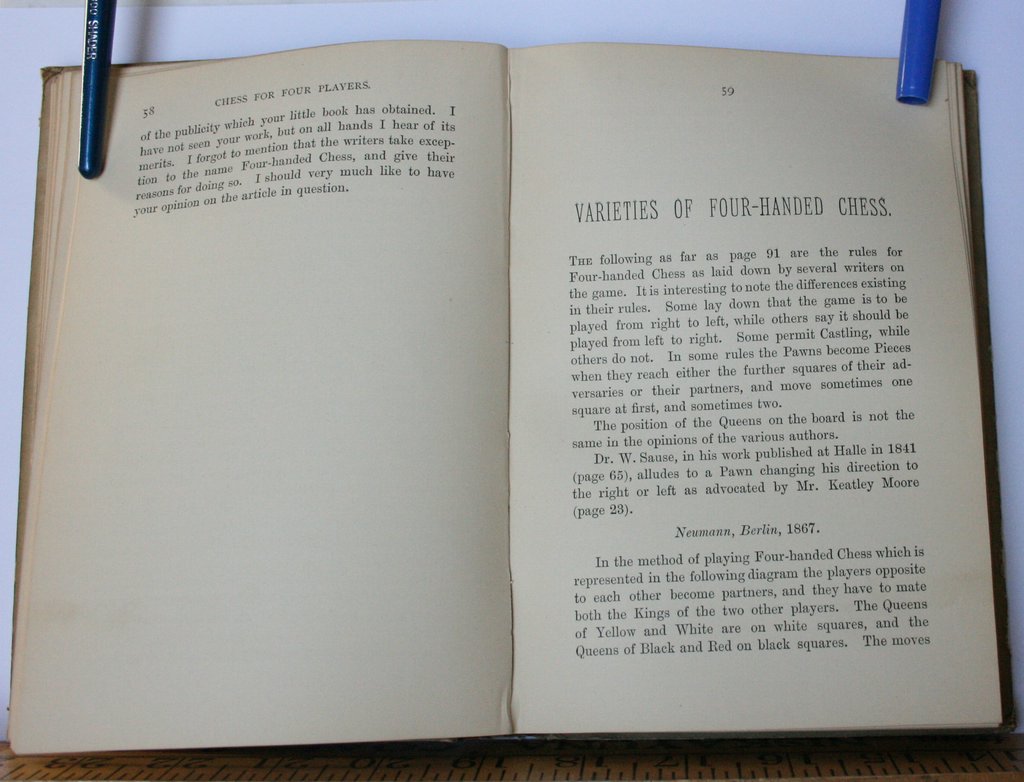 58
CHESS FOR FOUR PLAYERS.
of the publicity which your little book has obtained. I
have not seen your work, but on all hands I hear of its
merits. I forgot to mention that the writers take excep-
tion to the name Four-handed Chess, and give their
reasons for doing so. I should very much like to have
your opinion on the article in question.
59
VARIETIES OF FOUR-HANDED CHESS.
THE following as far as page 91 are the rules for
Four-handed Chess as laid down by several writers on
the game. It is interesting to note the differences existing
in their rules. Some lay down that the game is to be
played from right to left, while others say it should be
played from left to right. Some permit Castling, while
others do not. In some rules the Pawns become Pieces
when they reach either the further squares of their ad-
versaries or their partners, and move sometimes one
square at first, and sometimes two.
The position of the Queens on the board is not the
same in the opinions of the various authors.
Dr. W. Sause, in his work published at Halle in 1841
(page 65), alludes to a Pawn changing his direction to
the right or left as advocated by Mr. Keatley Moore
(page 23).
Neumann, Berlin, 1867.
In the method of playing Four-handed Chess which is
represented in the following diagram the players opposite
to each other become partners, and they have to mate
both the Kings of the two other players. The Queens
of Yellow and White are on white squares, and the
Queens of Black and Red on black squares. The moves